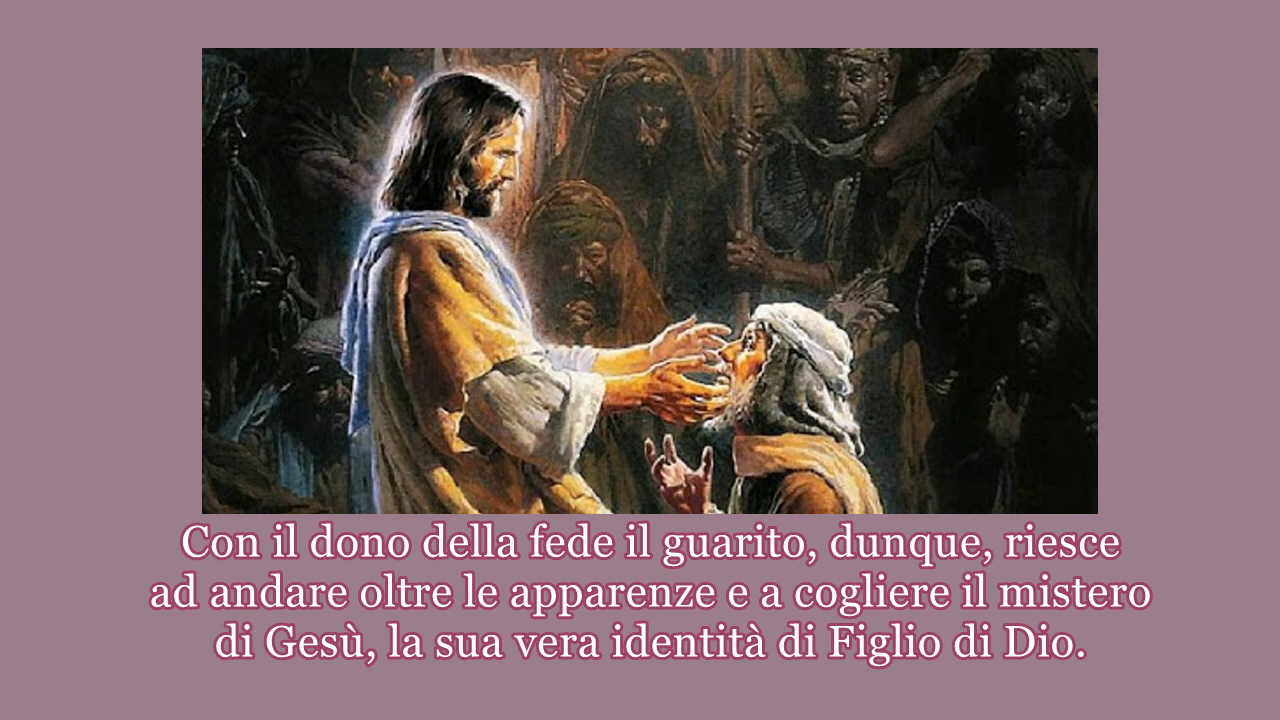 Con il dono della fede il guarito, dunque, riesce
ad andare oltre le apparenze e a cogliere il mistero
di Gesù, la sua vera identità di Figlio di Dio.